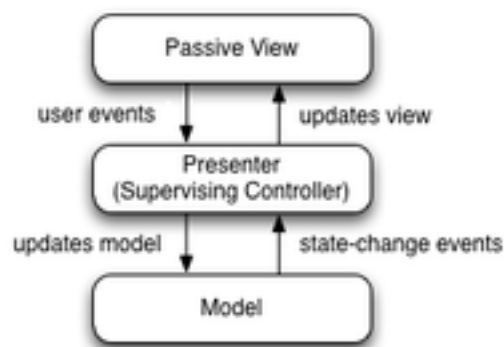 Passive View
user events
updates view
Presenter
(Supervising Controller)
updates model
state-change events
Model